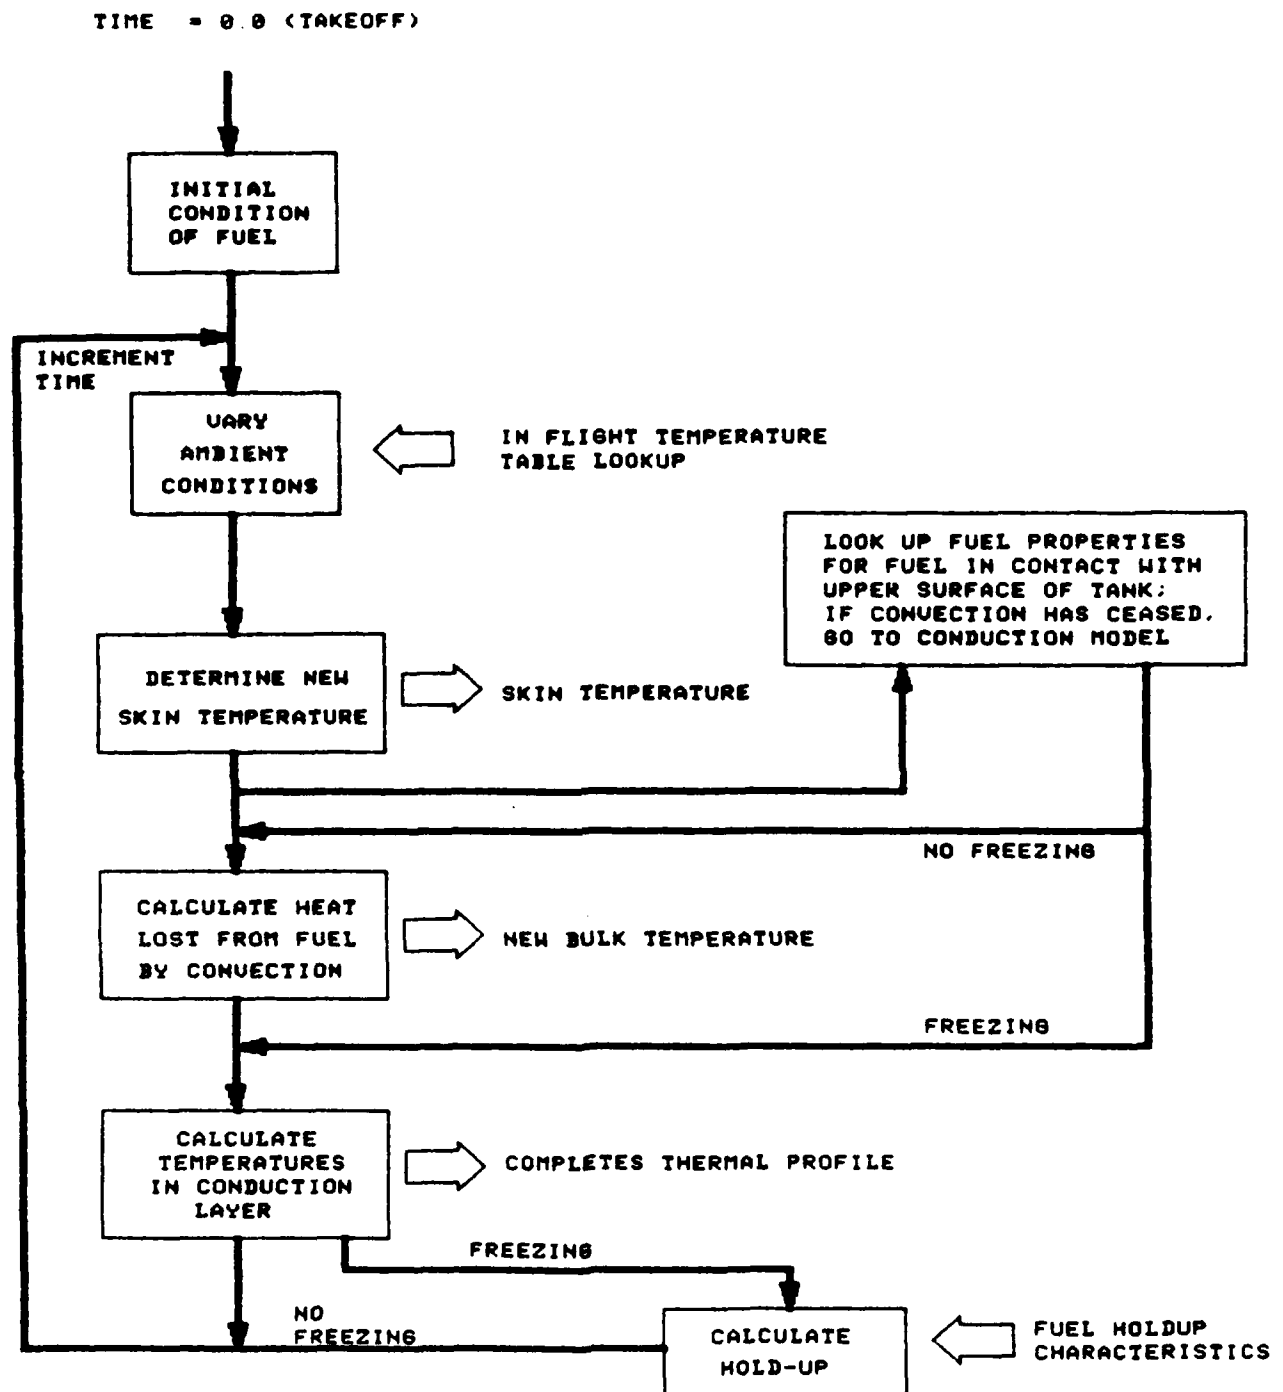 TIME = 0.0 (TAKEOFF)
INITIAL
CONDITION
OF FUEL
INCREMENT
TIME
VARY
AMBIENT
CONDITIONS
IN FLIGHT TEMPERATURE
TABLE LOOKUP
LOOK UP FUEL PROPERTIES
FOR FUEL IN CONTACT WITH
UPPER SURFACE OF TANK;
IF CONVECTION HAS CEASED,
GO TO CONDUCTION MODEL
DETERMINE NEW
SKIN TEMPERATURE
SKIN TEMPERATURE
NO FREEZING
CALCULATE HEAT
LOST FROM FUEL
BY CONVECTION
NEW BULK TEMPERATURE
FREEZING
CALCULATE
TEMPERATURES
IN CONDUCTION
LAYER
COMPLETES THERMAL PROFILE
FREEZING
NO
FREEZING
CALCULATE
HOLD-UP
FUEL HOLDUP
CHARACTERISTICS